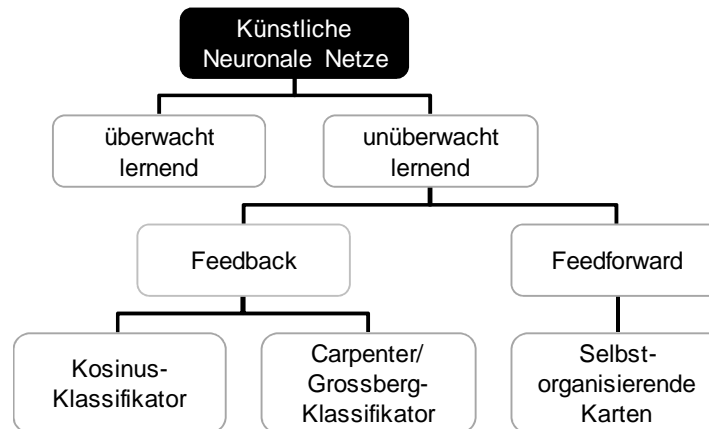 Künstliche
Neuronale Netze
überwacht
lernend
unüberwacht
lernend
Feedback
Feedforward
Kosinus-
Klassifikator
Carpenter/
Grossberg-
Klassifikator
Selbst-
organisierende
Karten